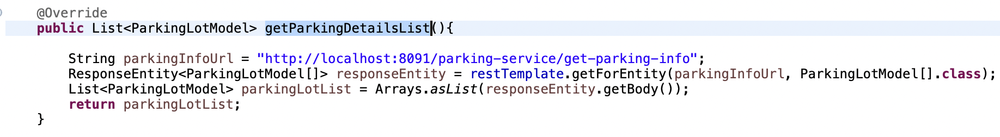 @Override
public List<ParkingLotModel> getParkingDetailsList(){
String parkingInfoUrl = "http://localhost:8091/parking-service/get-parking-info";
ResponseEntity<ParkingLotModel[]> responseEntity = restTemplate.getForEntity(parkingInfoUrl, ParkingLotModel[].class);
List<ParkingLotModel> parkingLotList = Arrays.asList(responseEntity.getBody());
return parkingLotList;
}